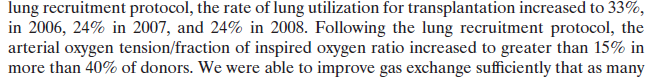 lung recruitment protocol, the rate of lung utilization for transplantation increased to 33%,
in 2006, 24% in 2007, and 24% in 2008. Following the lung recruitment protocol, the
arterial oxygen tension/fraction of inspired oxygen ratio increased to greater than 15% in
more than 40% of donors. We were able to improve gas exchange sufficiently that as many